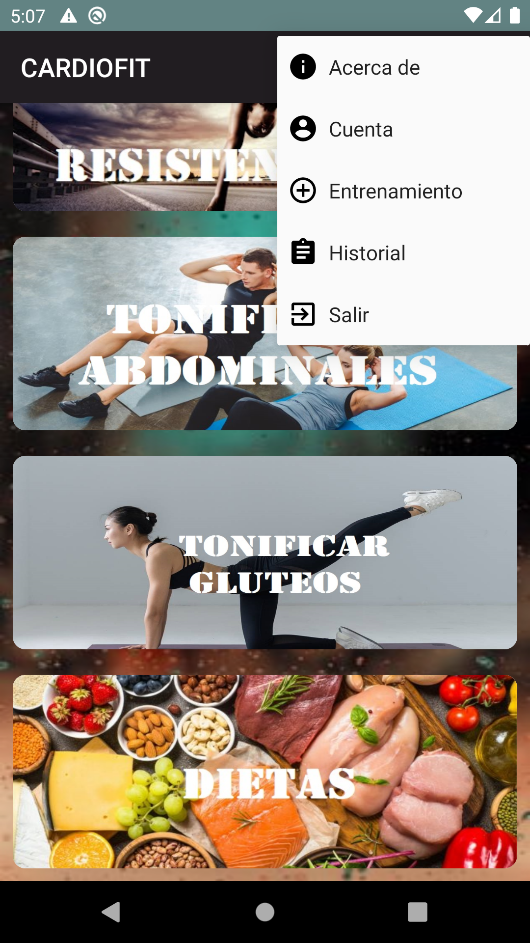 5:07
CARDIOFIT
Acerca de
Cuenta
Entrenamiento
Historial
Salir
ABDOMINALES
TONIFICAR
GLUTEOS
DIETAS